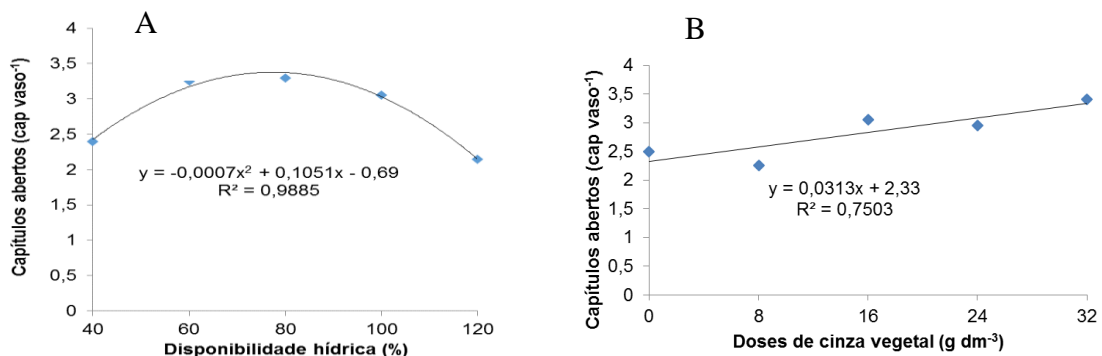 A
Capítulos abertos (cap vaso⁻¹)
4
3,5
3
2,5
2
1,5
1
0,5
0
y = -0,0007x² + 0,1051x - 0,69
R² = 0,9885
40
60
80
100
120
Disponibilidade hídrica (%)
B
Capítulos abertos (cap vaso⁻¹)
4
3,5
3
2,5
2
1,5
1
0,5
0
y = 0,0313x + 2,33
R² = 0,7503
0
8
16
24
32
Doses de cinza vegetal (g dm⁻³)